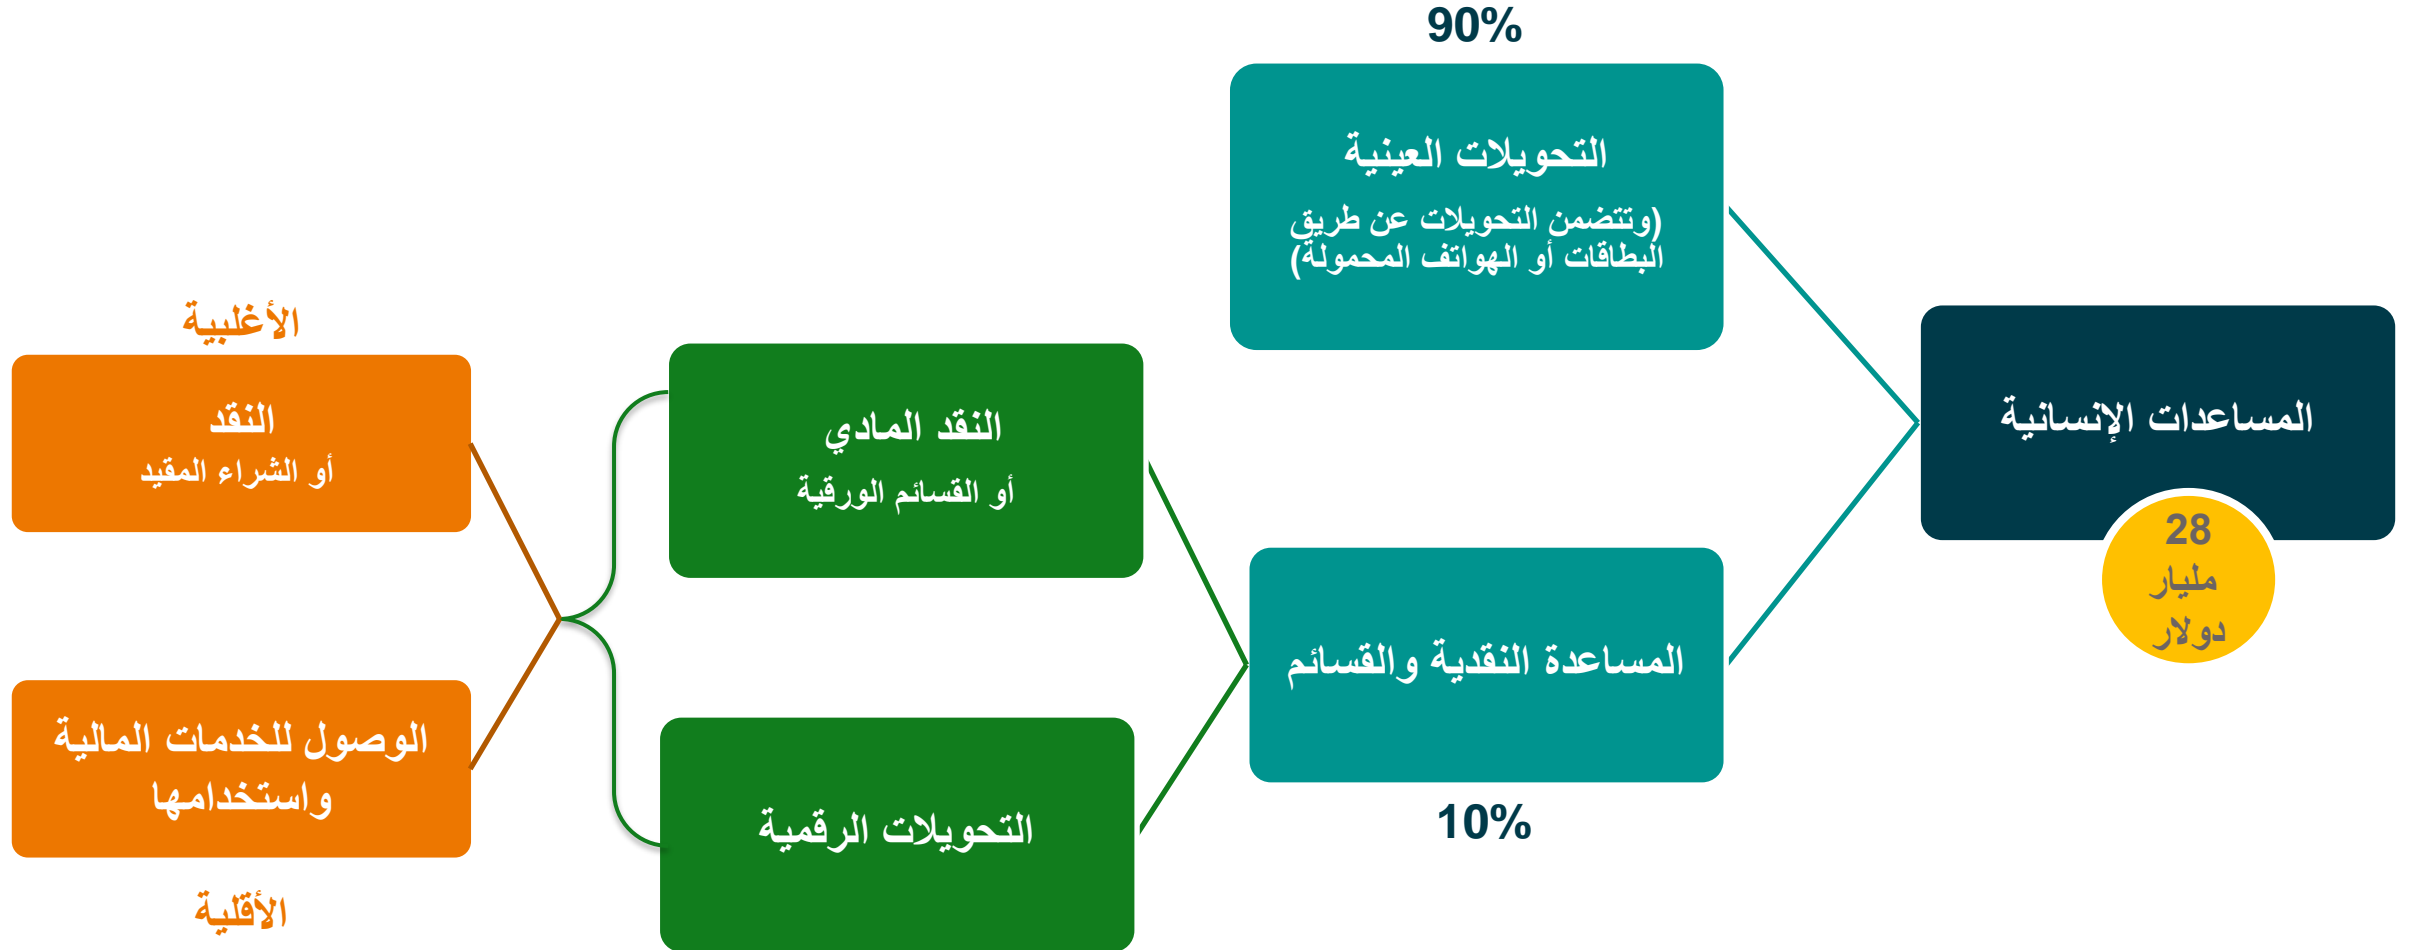 المساعدات الإنسانية
28
مليار
دولار
90%
التحويلات العينية
(وتتضمن التحويلات عن طريق
البطاقات أو الهواتف المحمولة)
المساعدة النقدية والقسائم
10%
النقد المادي
أو القسائم الورقية
التحويلات الرقمية
الأغلبية
النقد
أو الشراء المقيد
الوصول للخدمات المالية
واستخدامها
الأقلية